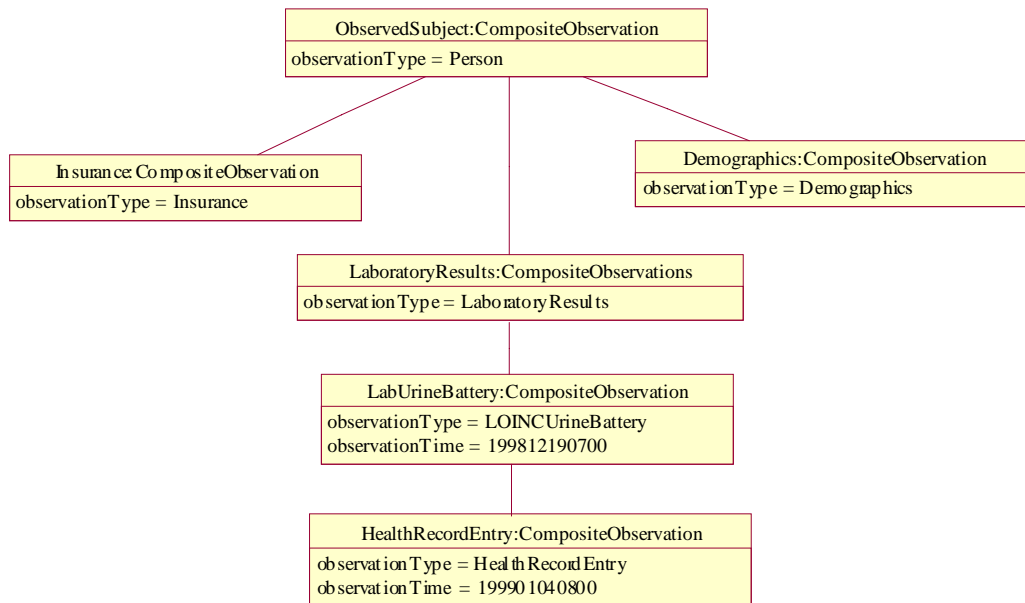 ObservedSubject:CompositeObservation
observationType = Person
Insurance:CompositeObservation
observationType = Insurance
Demographics:CompositeObservation
observationType = Demographics
LaboratoryResults:CompositeObservations
observationType = LaboratoryResults
LabUrineBattery:CompositeObservation
observationType = LOINCUrineBattery
observationTime = 199812190700
HealthRecordEntry:CompositeObservation
observationType = HealthRecordEntry
observationTime = 199901040800